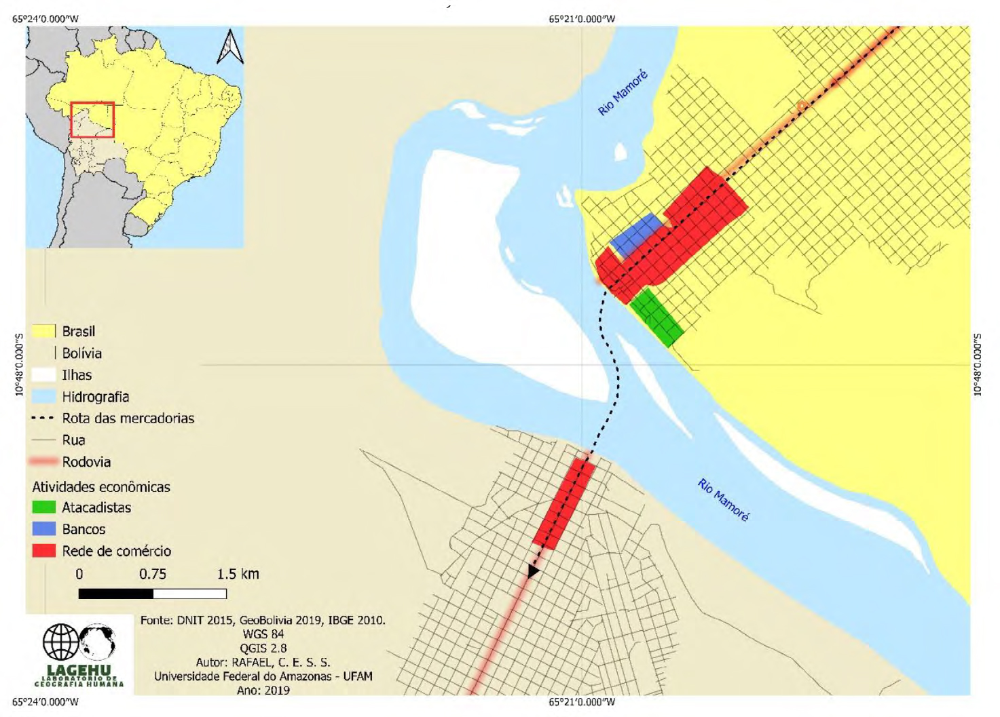 65°24'0.000"W
65°21'0.000"W
Rio Mamoré
10°48'0.000"S
10°48'0.000"S
Brasil
Bolívia
Ilhas
Hidrografia
Rota das mercadorias
Rua
Rodovia
Atividades econômicas
Atacadistas
Bancos
Rede de comércio
0 0.75 1.5 km
Rio Mamoré
Fonte: DNIT 2015, GeoBolivia 2019, IBGE 2010.
WGS 84
QGIS 2.8
Autor: RAFAEL, C. E. S. S.
Universidade Federal do Amazonas - UFAM
Ano: 2019
LAGEHU
LABORATÓRIO DE
GEOGRAFIA HUMANA
65°24'0.000"W
65°21'0.000"W